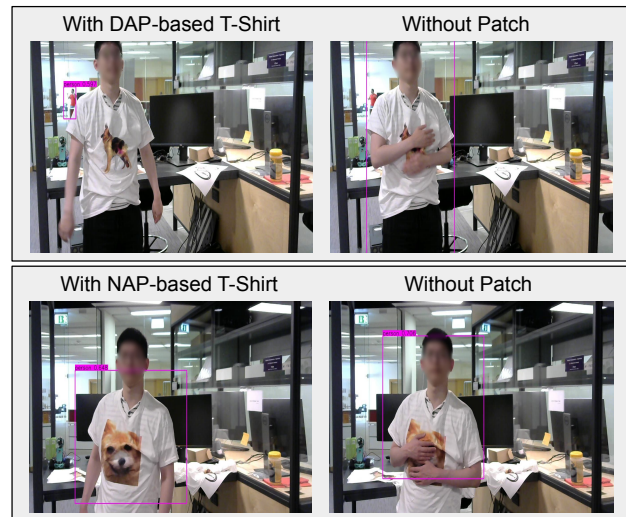 With DAP-based T-Shirt
Without Patch
With NAP-based T-Shirt
Without Patch